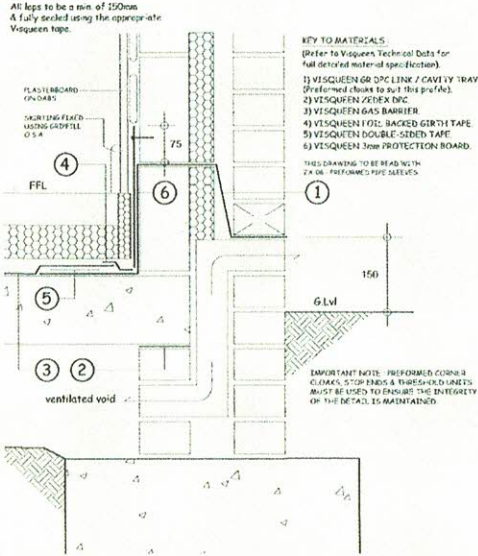 All laps to be a min. of 150mm
& fully sealed using the appropriate
Visqueen tape.
KEY TO MATERIALS
(Refer to Visqueen Technical Data for
full detailed material specification).
1) VISQUEEN GR DPC LINK / CAVITY TRAY
(Preformed cloaks to suit this profile).
2) VISQUEEN ZEDEX DPC.
3) VISQUEEN GAS BARRIER.
4) VISQUEEN FOIL BACKED GIRTH TAPE.
5) VISQUEEN DOUBLE-SIDED TAPE.
6) VISQUEEN 3mm PROTECTION BOARD.
THIS DRAWING TO BE READ WITH
PREFORMED PIPE SLEEVES
PLASTERBOARD
ON DABS
SKIRTING FIXED
USING GRIPFILL
O.S.A
75
4
FFL
6
1
150
5
G.Lvl
3 2
ventilated void
IMPORTANT NOTE: PREFORMED CORNER
CLOAKS, STOP ENDS & THRESHOLD UNITS
MUST BE USED TO ENSURE THE INTEGRITY
OF THE DETAIL IS MAINTAINED